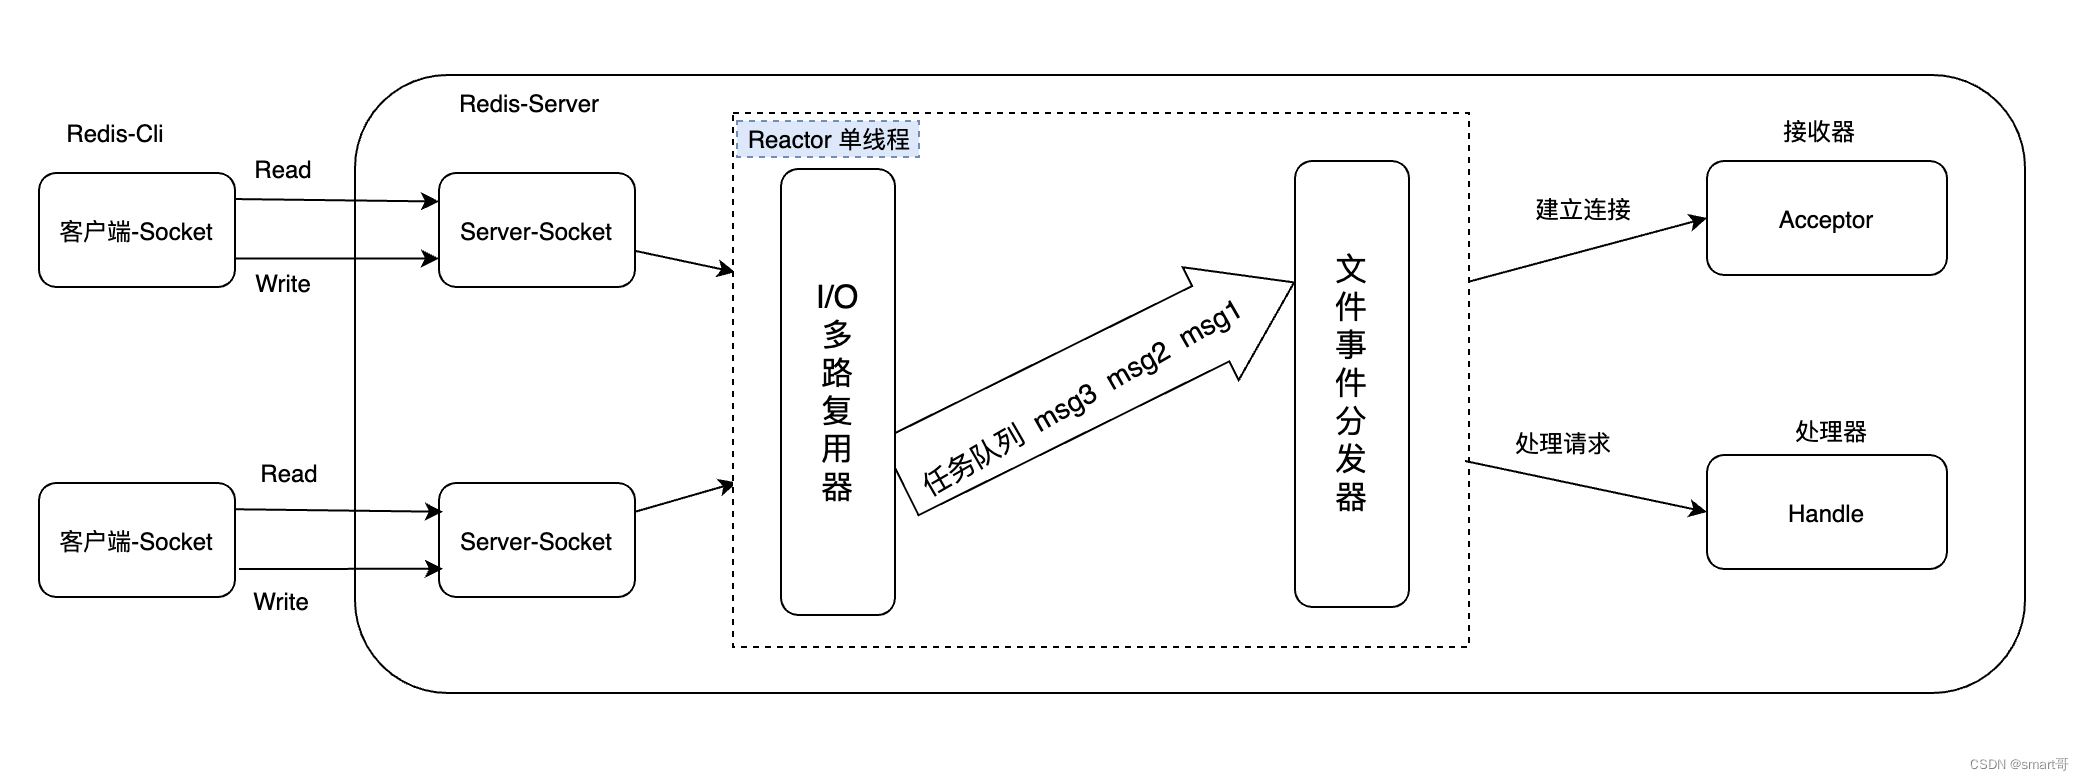 Redis-Cli
Redis-Server
Read
客户端-Socket
Write
Server-Socket
Read
客户端-Socket
Write
Server-Socket
Reactor 单线程
I/O
多
路
复
用
器
任务队列 msg3 msg2 msg1
文
件
事
件
分
发
器
建立连接
接收器
Acceptor
处理请求
处理器
Handle
CSDN @smart哥